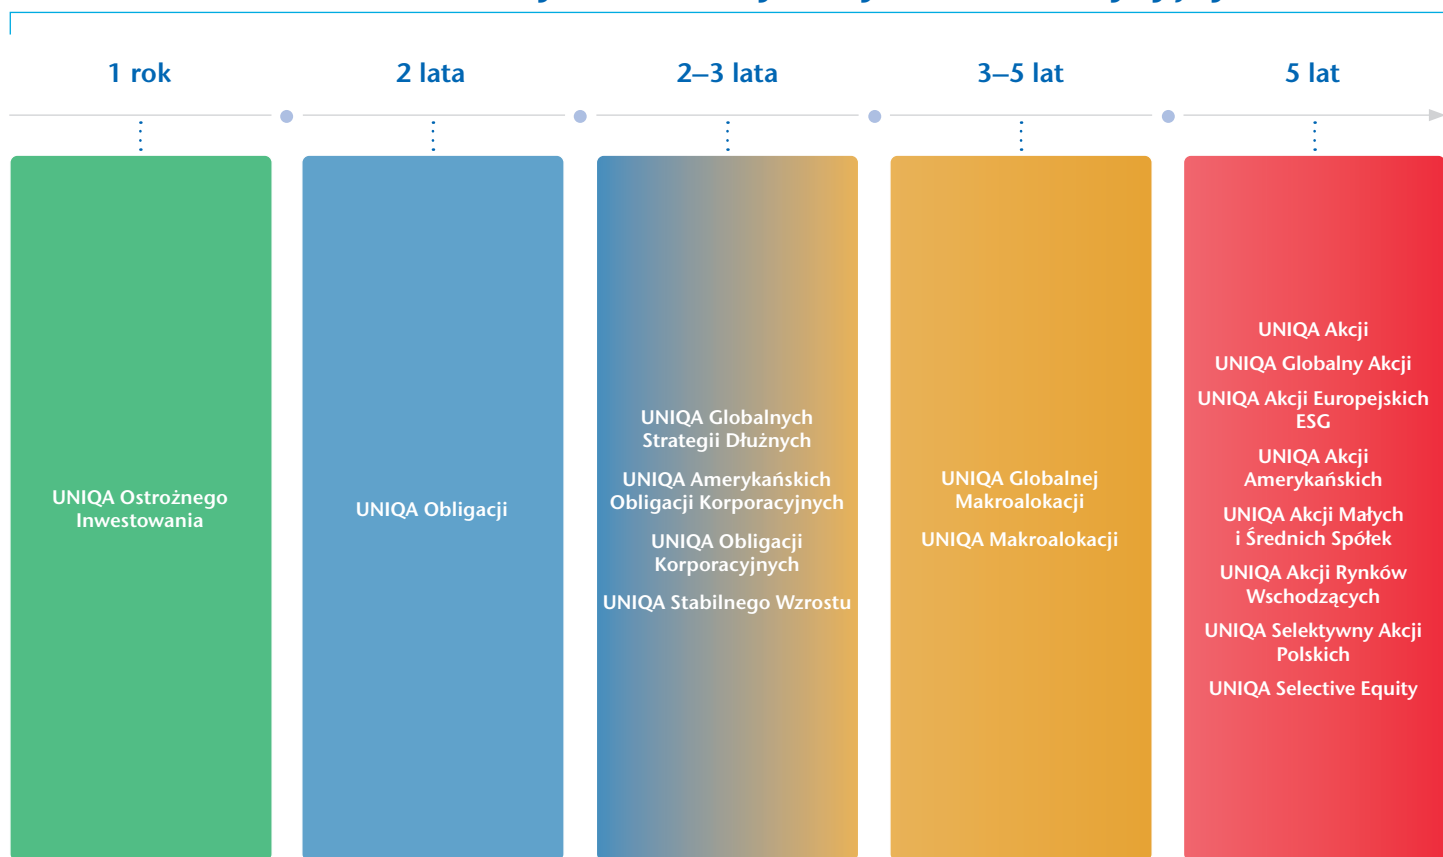 1 rok
2 lata
2–3 lata
3–5 lat
5 lat
UNIQA Ostrożnego
Inwestowania
UNIQA Obligacji
UNIQA Globalnych
Strategii Dłużnych
UNIQA Amerykańskich
Obligacji Korporacyjnych
UNIQA Obligacji
Korporacyjnych
UNIQA Stabilnego Wzrostu
UNIQA Globalnej
Makroalokacji
UNIQA Makroalokacji
UNIQA Akcji
UNIQA Globalny Akcji
UNIQA Akcji Europejskich
ESG
UNIQA Akcji
Amerykańskich
UNIQA Akcji Małych
i Średnich Spółek
UNIQA Akcji Rynków
Wschodzących
UNIQA Selektywny Akcji
Polskich
UNIQA Selective Equity